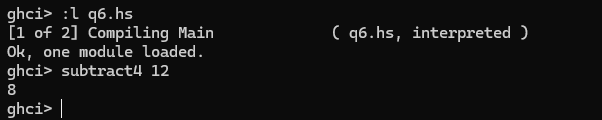 ghci> :l q6.hs
[1 of 2] Compiling Main             ( q6.hs, interpreted )
Ok, one module loaded.
ghci> subtract4 12
8
ghci>